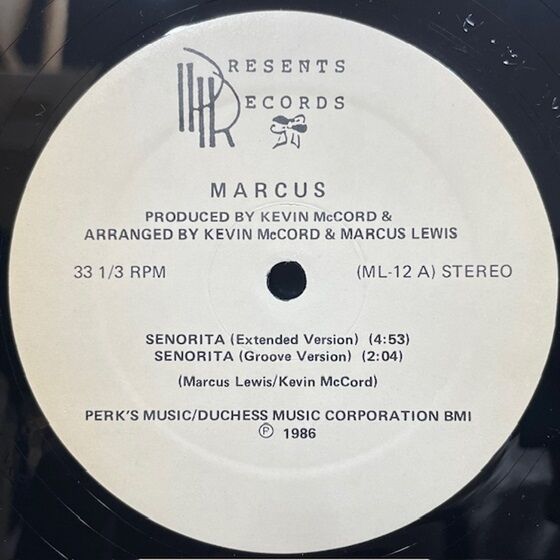 PRESENTS
RECORDS
MARCUS
PRODUCED BY KEVIN McCORD &
ARRANGED BY KEVIN McCORD & MARCUS LEWIS
33 1/3 RPM (ML-12 A) STEREO
SENORITA (Extended Version) (4:53)
SENORITA (Groove Version) (2:04)
(Marcus Lewis/Kevin McCord)
PERK'S MUSIC/DUCHESS MUSIC CORPORATION BMI
℗ 1986